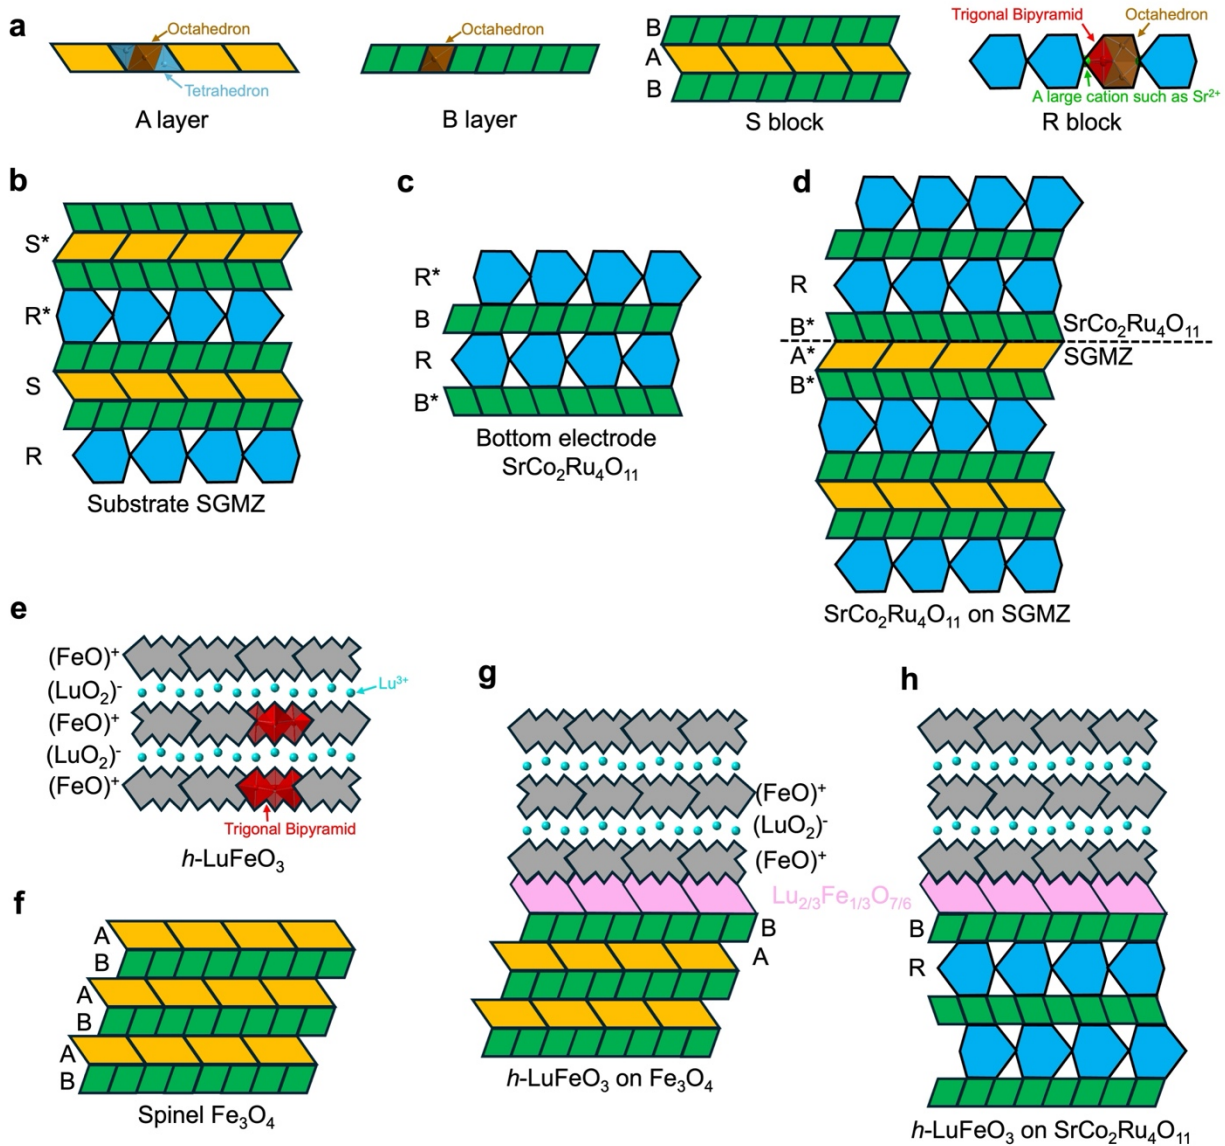 a
Octahedron
Tetrahedron
A layer
Octahedron
B layer
B
A
B
S block
Trigonal Bipyramid
Octahedron
A large cation such as Sr²⁺
R block
b
S*
R*
S
R
Substrate SGMZ
c
R*
B
R
B*
Bottom electrode
SrCo₂Ru₄O₁₁
d
R
B*
A*
B*
SrCo₂Ru₄O₁₁
SGMZ
SrCo₂Ru₄O₁₁ on SGMZ
e
(FeO)⁺
(LuO₂)⁻
(FeO)⁺
(LuO₂)⁻
(FeO)⁺
Lu³⁺
Trigonal Bipyramid
h-LuFeO₃
f
A
B
A
B
A
B
Spinel Fe₃O₄
g
(FeO)⁺
(LuO₂)⁻
(FeO)⁺
Lu₂/₃Fe₁/₃O₇/₆
B
A
h-LuFeO₃ on Fe₃O₄
h
B
R
h-LuFeO₃ on SrCo₂Ru₄O₁₁